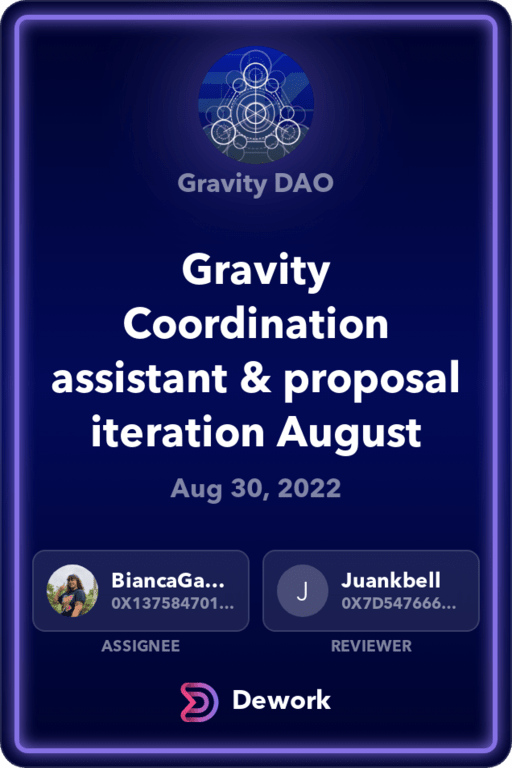 Gravity DAO
Gravity
Coordination
assistant & proposal
iteration August
Aug 30, 2022
BiancaGa...
0X137584701...
ASSIGNEE
Juankbell
J
0X7D547666...
REVIEWER
Dework